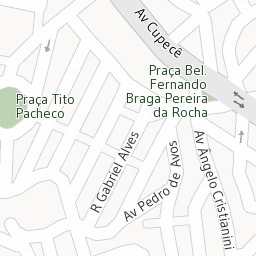 Av Cupecê
Praça Bel.
Fernando
Braga Pereira
da Rocha
Praça Tito
Pacheco
R Gabriel Alves
Av Pedro de Avos
Av Ângelo Cristianini